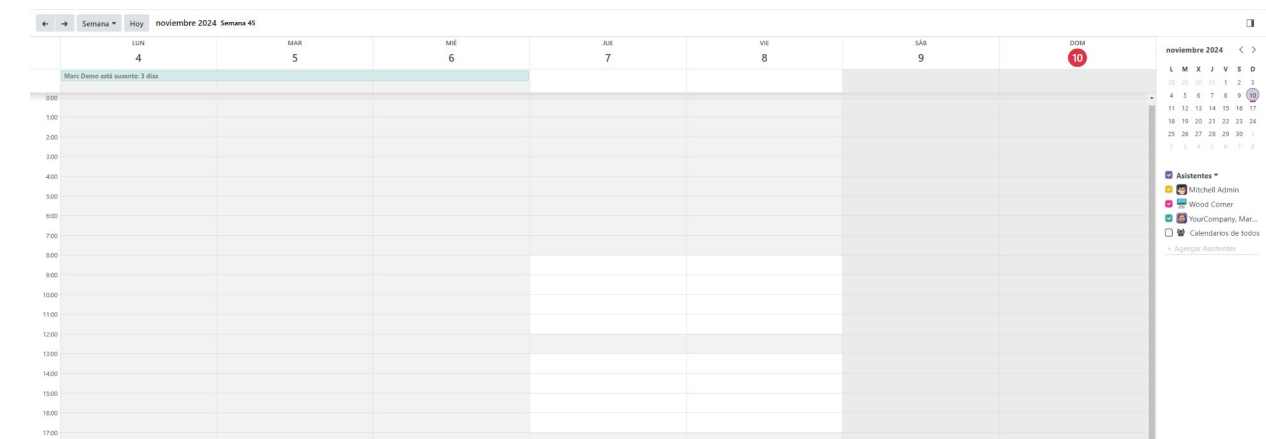 Semana Hoy noviembre 2024 Semana 45
LUN MAR MIÉ JUE VIE SÁB DOM
4 5 6 7 8 9 10
Marc Demo está ausente: 3 días
0:00
1:00
2:00
3:00
4:00
5:00
6:00
7:00
8:00
9:00
10:00
11:00
12:00
13:00
14:00
15:00
16:00
17:00
noviembre 2024
L M X J V S D
28 29 30 31 1 2 3
4 5 6 7 8 9 10
11 12 13 14 15 16 17
18 19 20 21 22 23 24
25 26 27 28 29 30 1
2 3 4 5 6 7 8
Asistentes
Mitchell Admin
Wood Corner
YourCompany, Mar...
Calendarios de todos
+ Agregar Asistentes